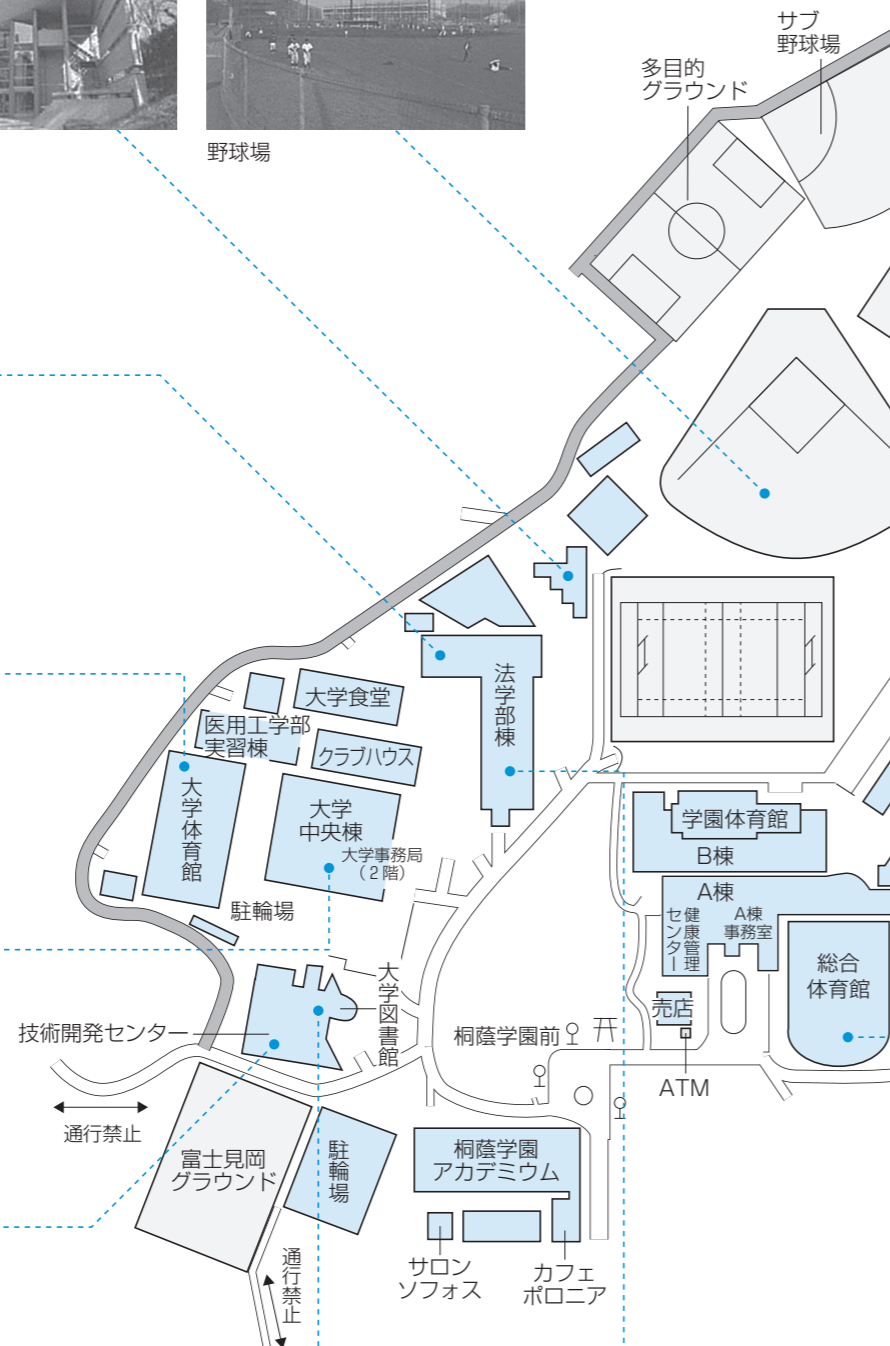 サブ
野球場
多目的
グラウンド
野球場
法学部棟
大学食堂
医用工学部
実習棟
クラブハウス
大学体育館
大学
中央棟
大学事務局
（2階）
学園体育館
B棟
A棟
健康管理
センター
A棟
事務室
総合
体育館
駐輪場
大学図書館
技術開発センター
桐蔭学園前
売店
ATM
通行禁止
富士見岡
グラウンド
駐輪場
桐蔭学園
アカデミウム
通行禁止
サロン
ソフォス
カフェ
ポロニア